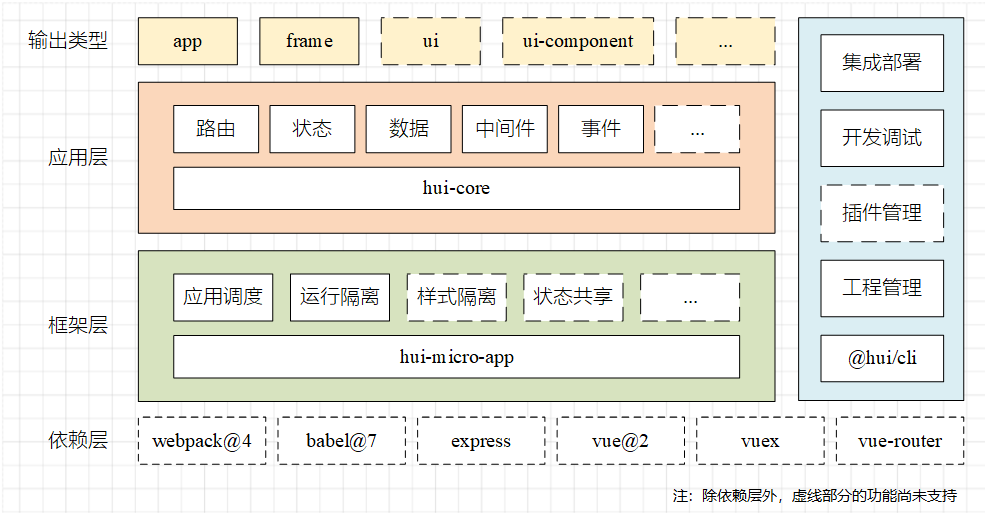 输出类型
app
frame
ui
ui-component
...
应用层
路由
状态
数据
中间件
事件
...
hui-core
框架层
应用调度
运行隔离
样式隔离
状态共享
...
hui-micro-app
集成部署
开发调试
插件管理
工程管理
@hui/cli
依赖层
webpack@4
babel@7
express
vue@2
vuex
vue-router
注：除依赖层外，虚线部分的功能尚未支持